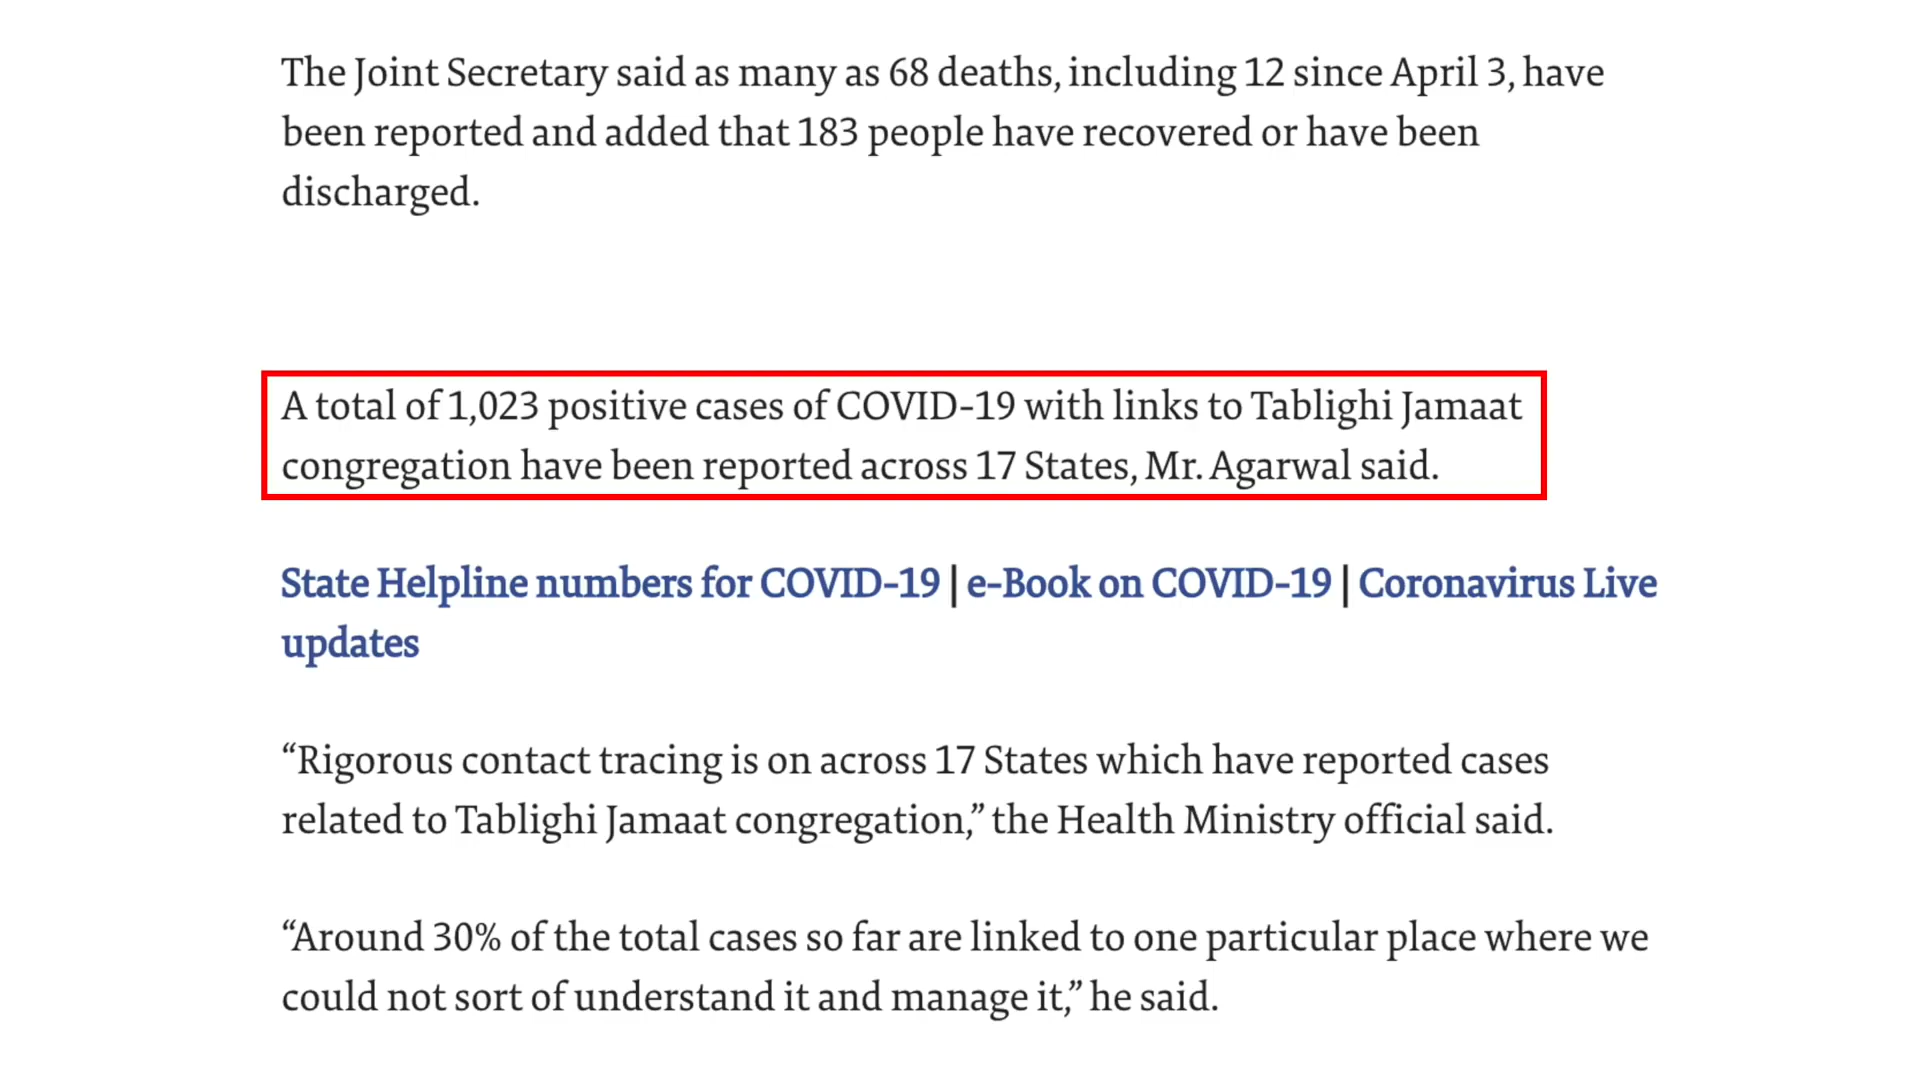 The Joint Secretary said as many as 68 deaths, including 12 since April 3, have
been reported and added that 183 people have recovered or have been
discharged.
A total of 1,023 positive cases of COVID-19 with links to Tablighi Jamaat
congregation have been reported across 17 States, Mr. Agarwal said.
State Helpline numbers for COVID-19 | e-Book on COVID-19 | Coronavirus Live
updates
“Rigorous contact tracing is on across 17 States which have reported cases
related to Tablighi Jamaat congregation,” the Health Ministry official said.
“Around 30% of the total cases so far are linked to one particular place where we
could not sort of understand it and manage it,” he said.